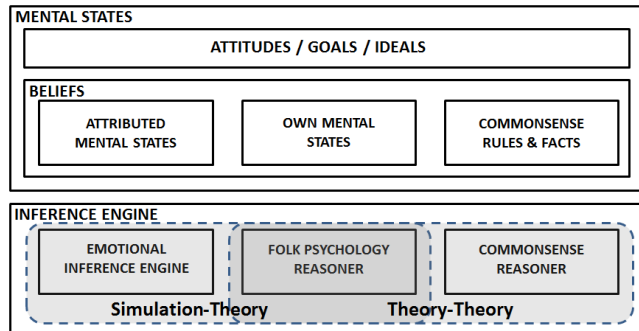 MENTAL STATES
ATTITUDES / GOALS / IDEALS
BELIEFS
ATTRIBUTED
MENTAL STATES
OWN MENTAL
STATES
COMMONSENSE
RULES & FACTS
INFERENCE ENGINE
EMOTIONAL
INFERENCE ENGINE
FOLK PSYCHOLOGY
REASONER
COMMONSENSE
REASONER
Simulation-Theory
Theory-Theory